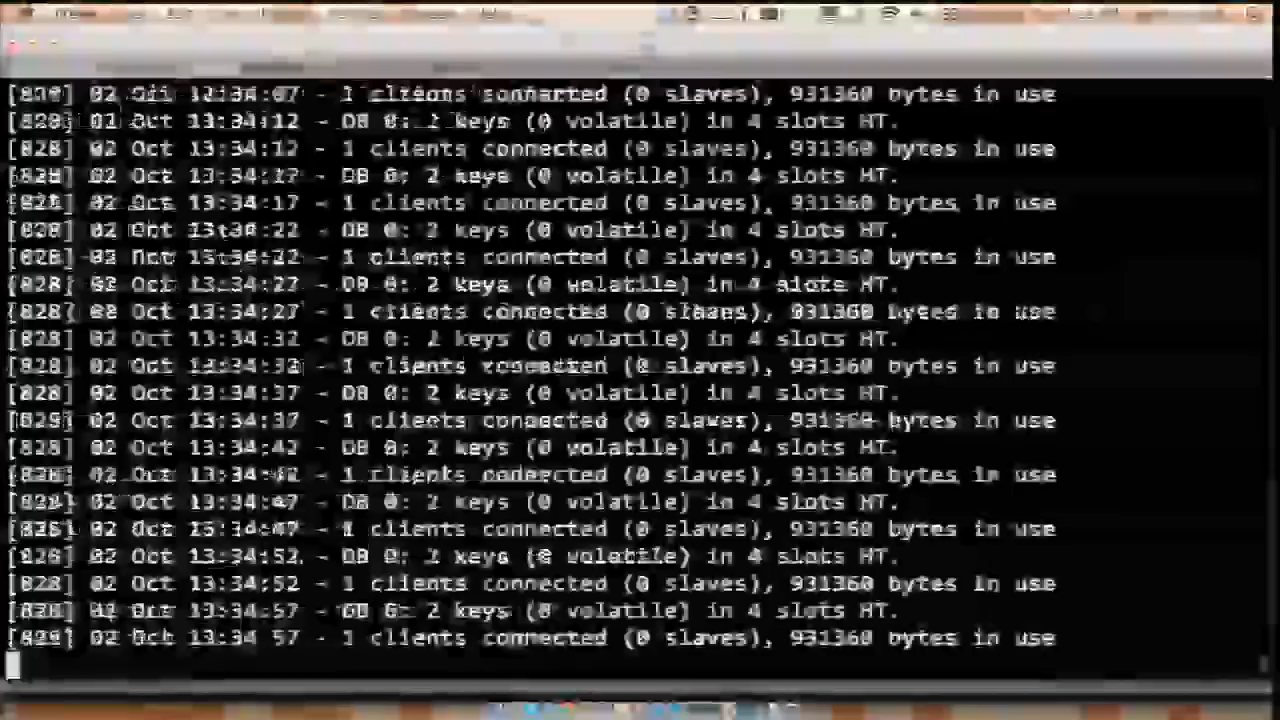 [828] 02 Oct 13:34:07 - 1 clients connected (0 slaves), 931360 bytes in use
[828] 02 Oct 13:34:12 - DB 0: 2 keys (0 volatile) in 4 slots HT.
[828] 02 Oct 13:34:12 - 1 clients connected (0 slaves), 931360 bytes in use
[828] 02 Oct 13:34:17 - DB 0: 2 keys (0 volatile) in 4 slots HT.
[828] 02 Oct 13:34:17 - 1 clients connected (0 slaves), 931360 bytes in use
[828] 02 Oct 13:34:22 - DB 0: 2 keys (0 volatile) in 4 slots HT.
[828] 02 Oct 13:34:22 - 1 clients connected (0 slaves), 931360 bytes in use
[828] 02 Oct 13:34:27 - DB 0: 2 keys (0 volatile) in 4 slots HT.
[828] 02 Oct 13:34:27 - 1 clients connected (0 slaves), 931360 bytes in use
[828] 02 Oct 13:34:32 - DB 0: 2 keys (0 volatile) in 4 slots HT.
[828] 02 Oct 13:34:32 - 1 clients connected (0 slaves), 931360 bytes in use
[828] 02 Oct 13:34:37 - DB 0: 2 keys (0 volatile) in 4 slots HT.
[828] 02 Oct 13:34:37 - 1 clients connected (0 slaves), 931360 bytes in use
[828] 02 Oct 13:34:42 - DB 0: 2 keys (0 volatile) in 4 slots HT.
[828] 02 Oct 13:34:42 - 1 clients connected (0 slaves), 931360 bytes in use
[828] 02 Oct 13:34:47 - DB 0: 2 keys (0 volatile) in 4 slots HT.
[828] 02 Oct 13:34:47 - 1 clients connected (0 slaves), 931360 bytes in use
[828] 02 Oct 13:34:52 - DB 0: 2 keys (0 volatile) in 4 slots HT.
[828] 02 Oct 13:34:52 - 1 clients connected (0 slaves), 931360 bytes in use
[828] 02 Oct 13:34:57 - DB 0: 2 keys (0 volatile) in 4 slots HT.
[828] 02 Oct 13:34:57 - 1 clients connected (0 slaves), 931360 bytes in use